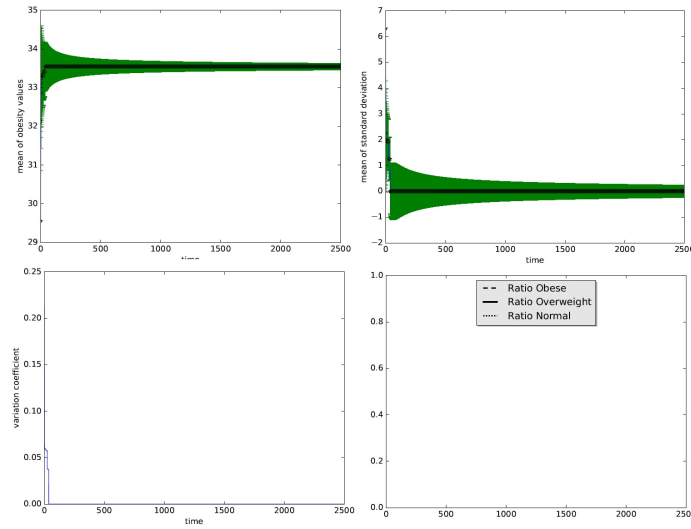 35
34
33
32
31
30
29
mean of obesity values
0 500 1000 1500 2000 2500
time
7
6
5
4
3
2
1
0
−1
−2
mean of standard deviation
0 500 1000 1500 2000 250
time
0.25
0.20
0.15
0.10
0.05
0.00
variation coefficient
0 500 1000 1500 2000 2500
time
1.0
0.8
0.6
0.4
0.2
0.0
Ratio Obese
Ratio Overweight
Ratio Normal
0 500 1000 1500 2000 2500